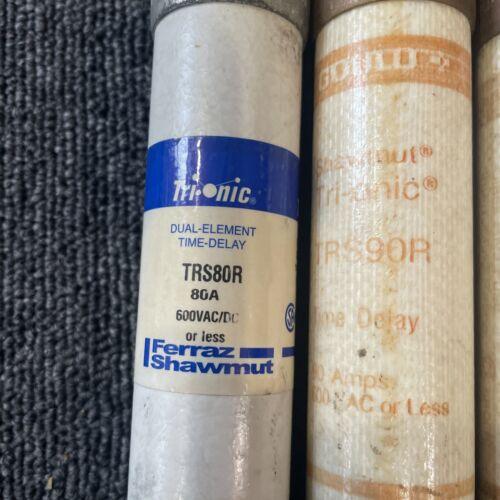 Tri-onic®
DUAL-ELEMENT
TIME-DELAY
TRS80R
80A
600VAC/DC
or less
Ferraz
Shawmut
Shawmut®
Tri-onic®
TRS90R
Time Delay
Amps.
AC or Less